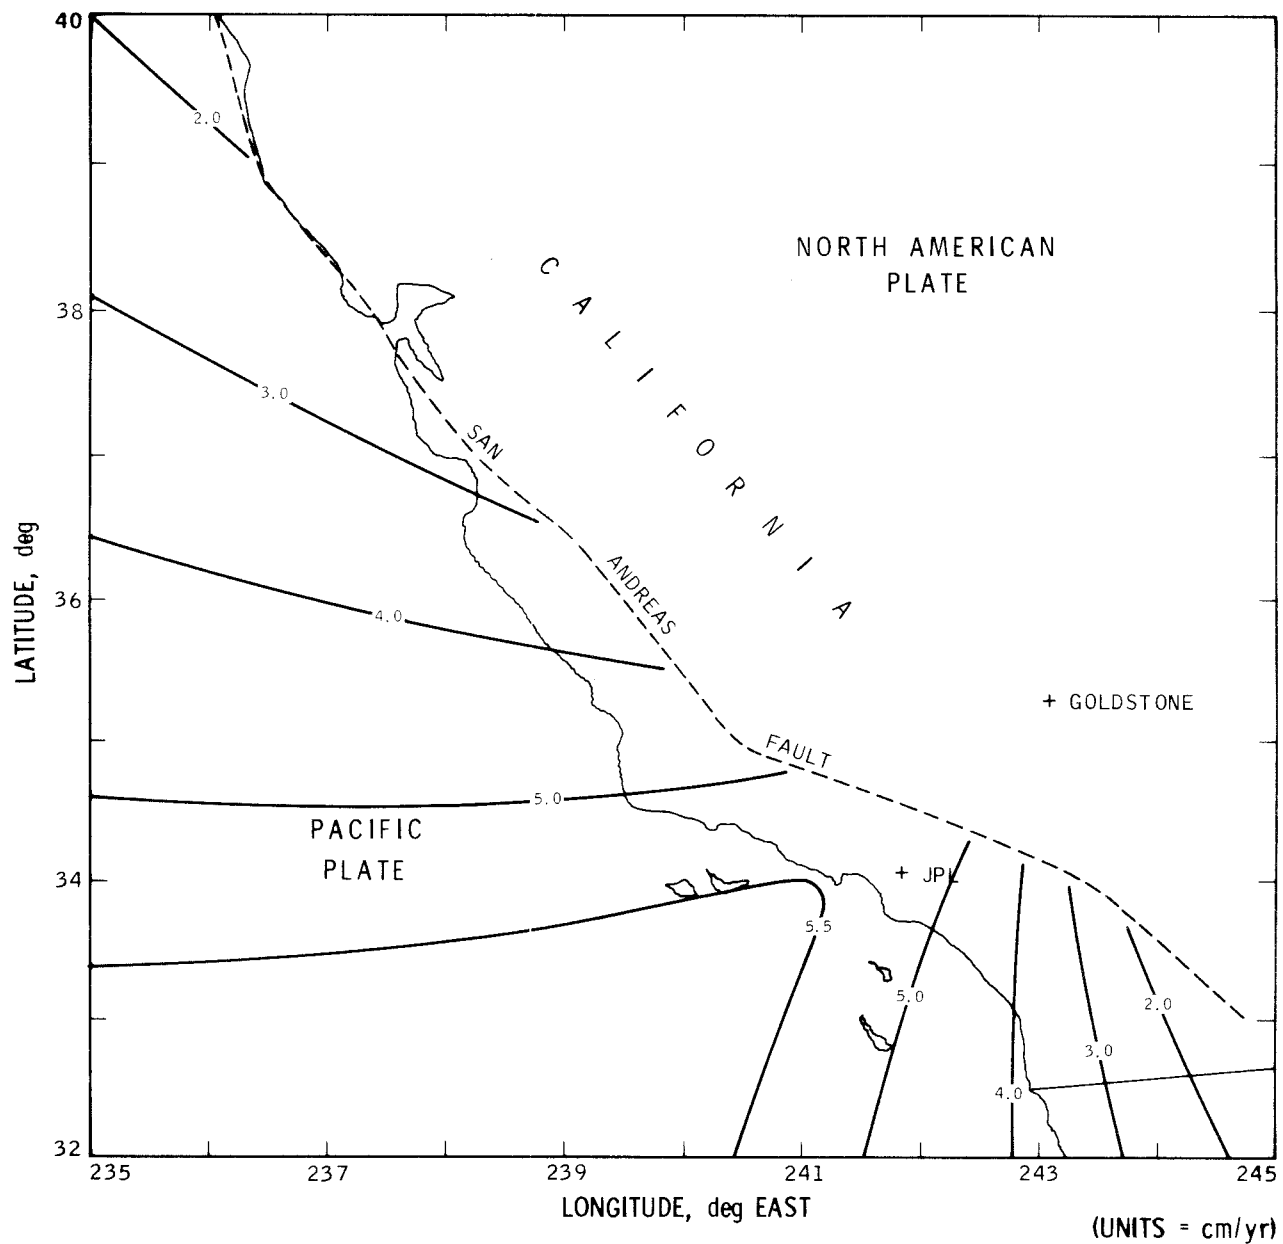 40
2.0
NORTH AMERICAN
PLATE
CALIFORNIA
38
3.0
SAN
ANDREAS
FAULT
36
4.0
+ GOLDSTONE
LATITUDE, deg
5.0
PACIFIC
PLATE
34
+ JPL
5.5
5.0
2.0
3.0
4.0
32
235
237
239
241
243
245
LONGITUDE, deg EAST
(UNITS = cm/yr)